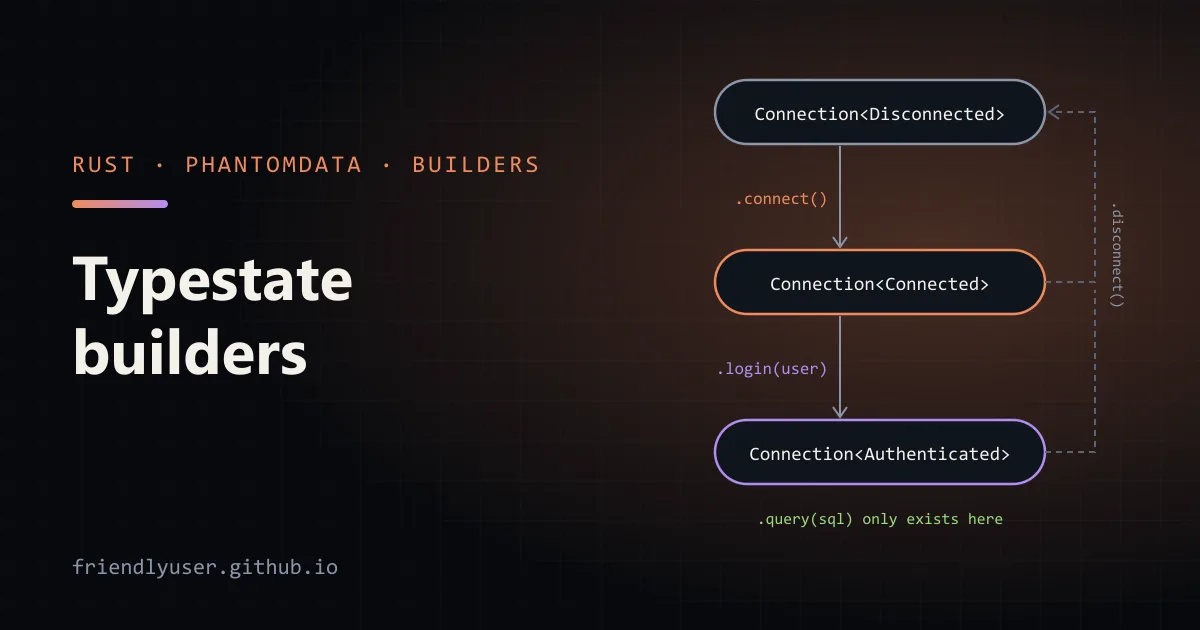 RUST · PHANTOMDATA · BUILDERS
Typestate
builders
friendlyuser.github.io
Connection<Disconnected>
.connect()
Connection<Connected>
.disconnect()
.login(user)
Connection<Authenticated>
.query(sql) only exists here